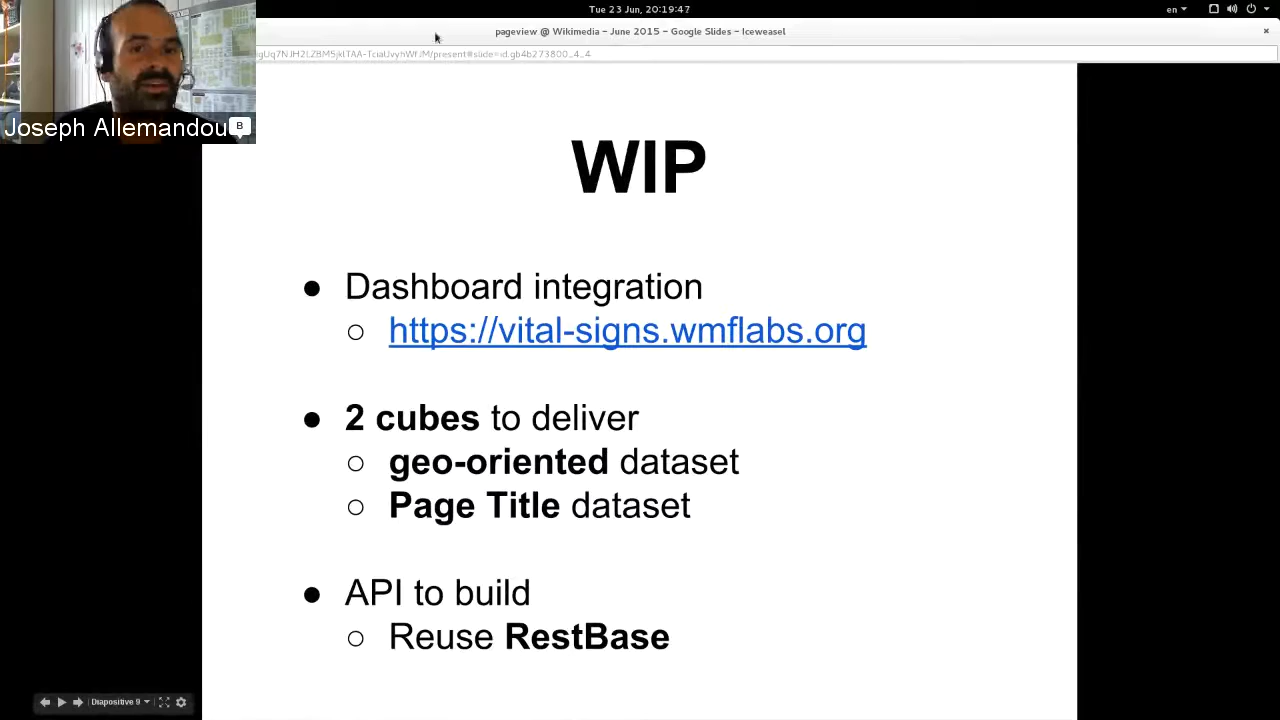 Tue 23 Jun, 20:19:47
en
pageview @ Wikimedia – June 2015 – Google Slides – Iceweasel
Joseph Allemandou
B
WIP
● Dashboard integration
○ https://vital-signs.wmflabs.org
● 2 cubes to deliver
○ geo-oriented dataset
○ Page Title dataset
● API to build
○ Reuse RestBase
Diapositive 9